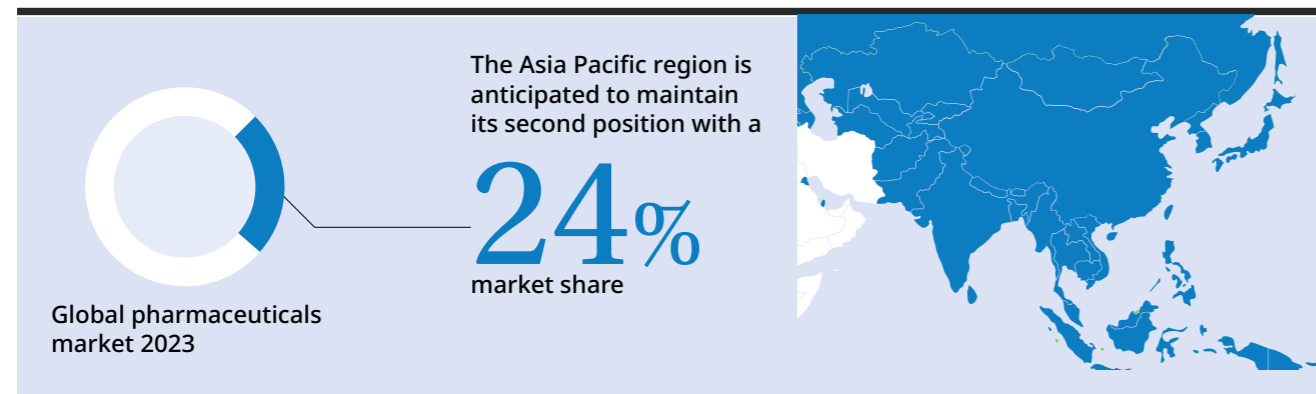 The Asia Pacific region is
anticipated to maintain
its second position with a
24%
market share
Global pharmaceuticals
market 2023